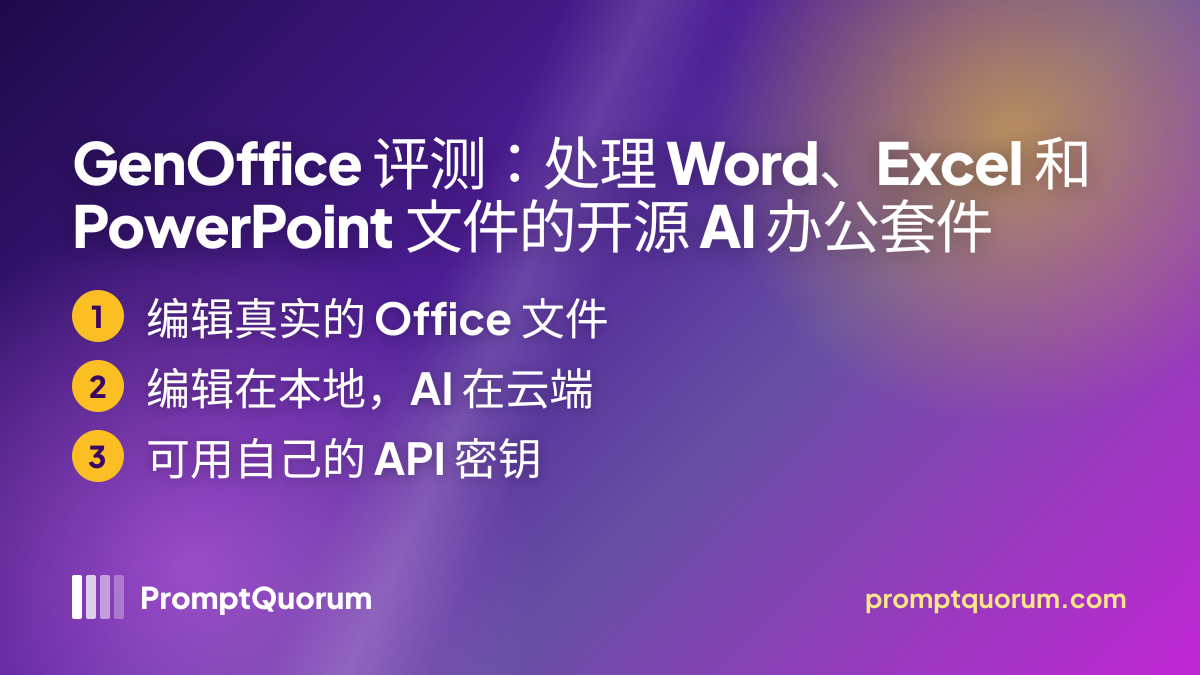 GenOffice 评测：处理 Word、Excel 和
PowerPoint 文件的开源 AI 办公套件
1 编辑真实的 Office 文件
2 编辑在本地，AI 在云端
3 可用自己的 API 密钥
PromptQuorum
promptquorum.com